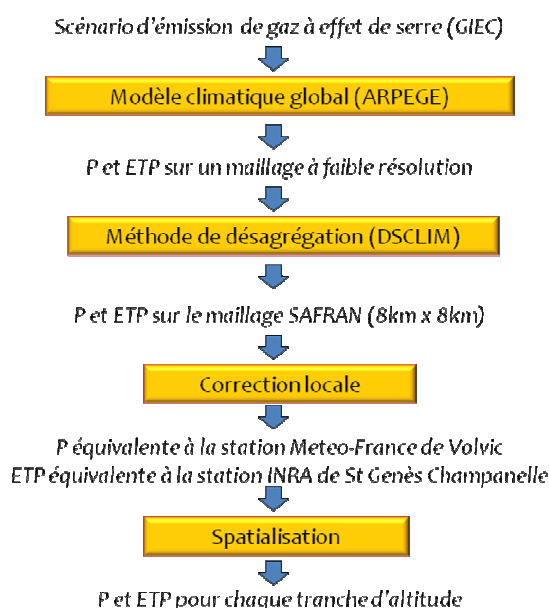 Scénario d'émission de gaz à effet de serre (GIEC)
Modèle climatique global (ARPEGE)
P et ETP sur un maillage à faible résolution
Méthode de désagrégation (DSCLIM)
P et ETP sur le maillage SAFRAN (8km x 8km)
Correction locale
P équivalente à la station Meteo-France de Volvic
ETP équivalente à la station INRA de St Genès Champanelle
Spatialisation
P et ETP pour chaque tranche d'altitude